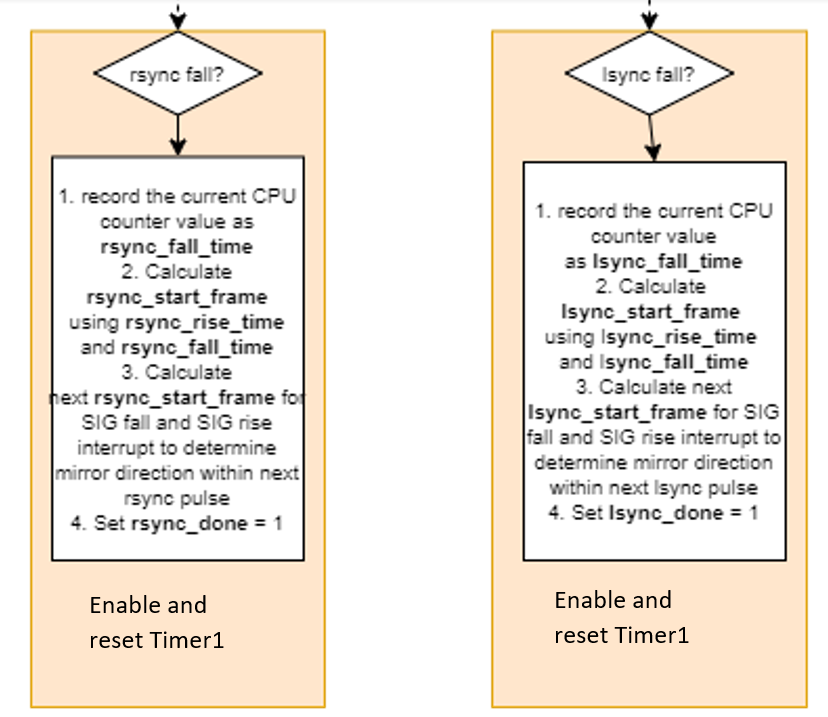 rsync fall?
1. record the current CPU
counter value as
rsync_fall_time
2. Calculate
rsync_start_frame
using rsync_rise_time
and rsync_fall_time
3. Calculate
next rsync_start_frame for
SIG fall and SIG rise
interrupt to determine
mirror direction within next
rsync pulse
4. Set rsync_done = 1
Enable and
reset Timer1
lsync fall?
1. record the current CPU
counter value
as lsync_fall_time
2. Calculate
lsync_start_frame
using lsync_rise_time
and lsync_fall_time
3. Calculate next
lsync_start_frame for SIG
fall and SIG rise interrupt to
determine mirror direction
within next lsync pulse
4. Set lsync_done = 1
Enable and
reset Timer1